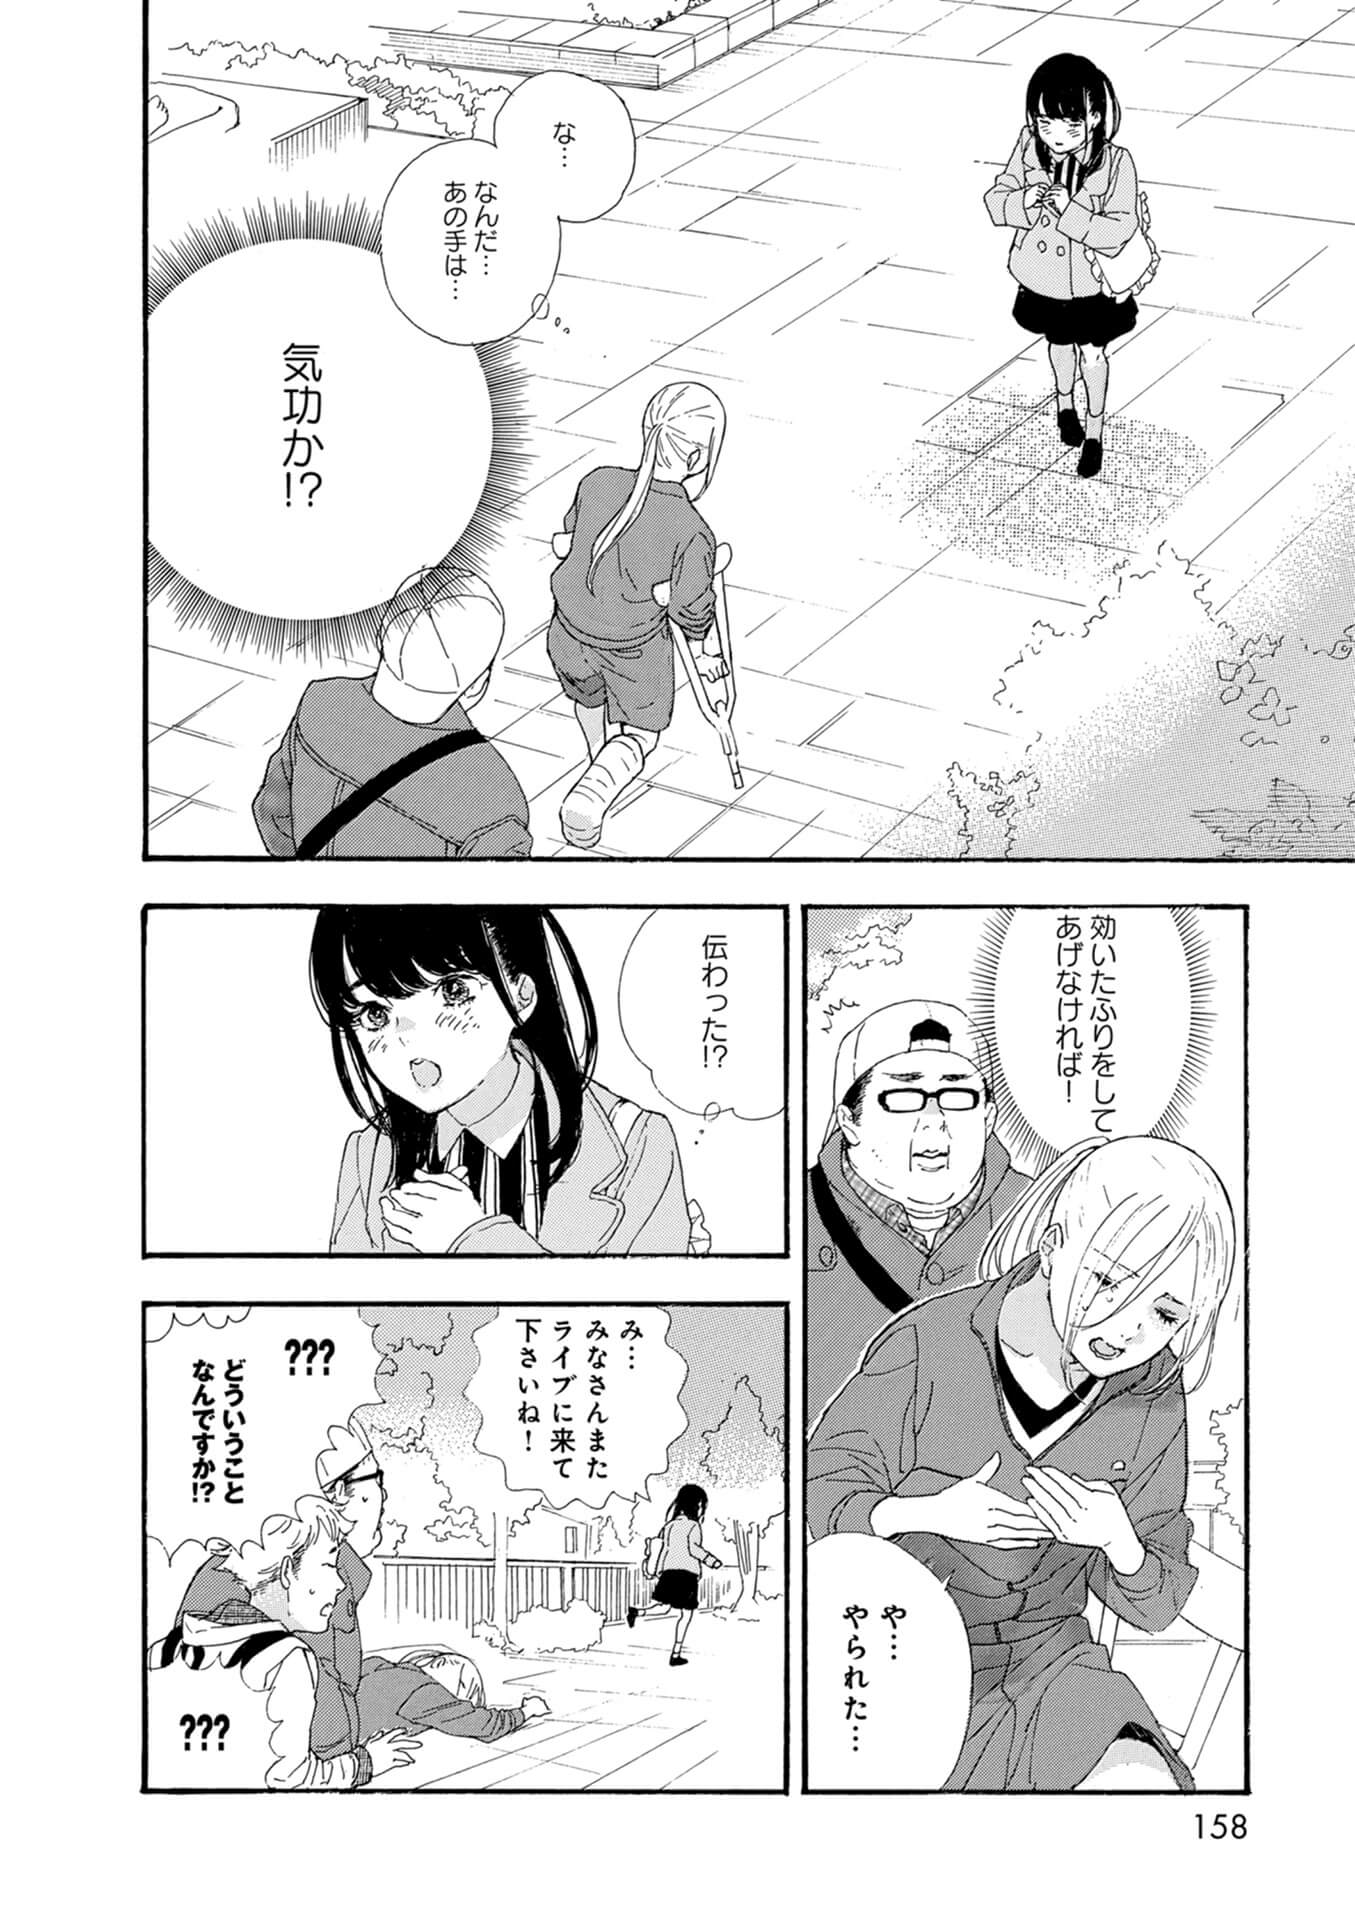 な…
なんだ…
あの手は…
気功か!?
効いたふりをして
あげなければ！
や…
やられた…
伝わった!?
み…
みなさんまた
ライブに来て
下さいね！
???
どういうこと
なんですか!?
???
158